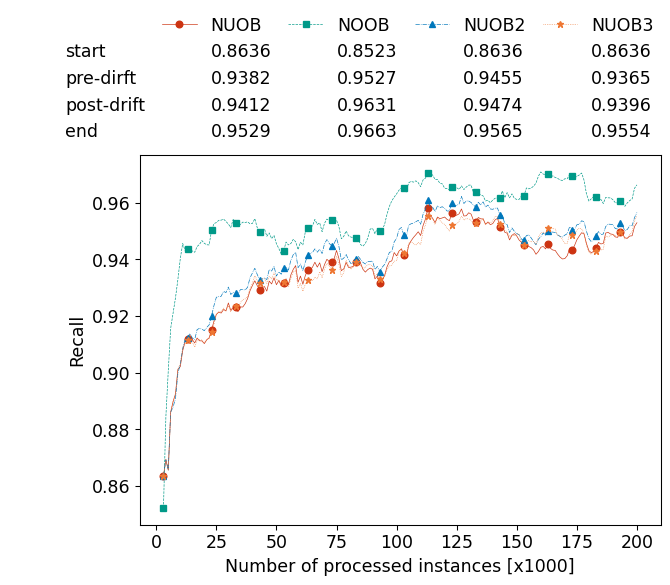 NUOB NOOB NUOB2 NUOB3
start 0.8636 0.8523 0.8636 0.8636
pre-dirft 0.9382 0.9527 0.9455 0.9365
post-drift 0.9412 0.9631 0.9474 0.9396
end 0.9529 0.9663 0.9565 0.9554
0.96
0.94
0.92
0.90
0.88
0.86
Recall
0 25 50 75 100 125 150 175 200
Number of processed instances [x1000]